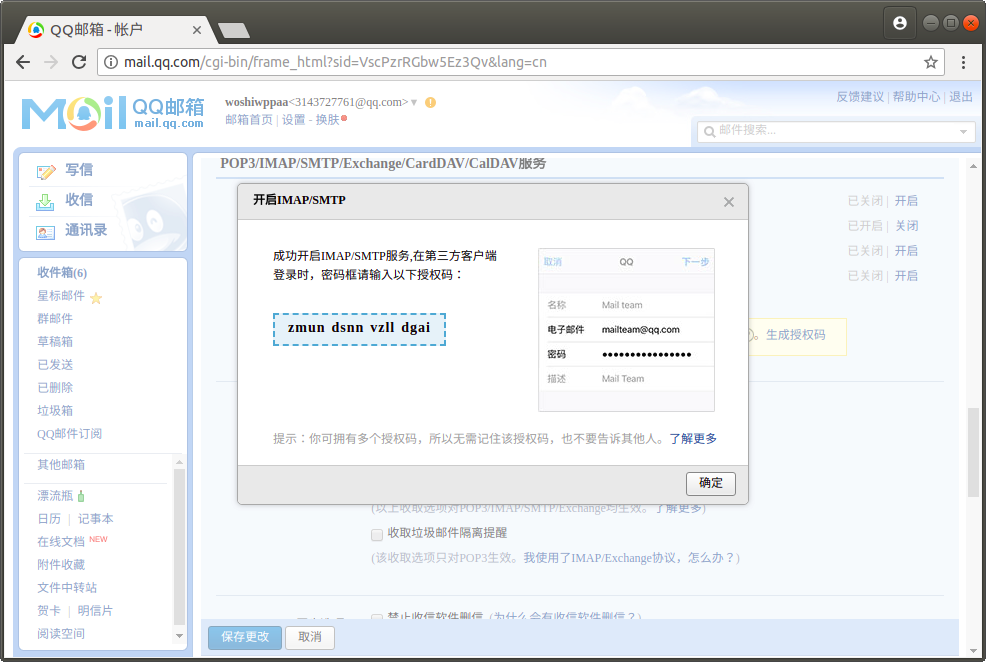 QQ邮箱 - 帐户
mail.qq.com/cgi-bin/frame_html?sid=VscPzrRGbw5Ez3Qv&lang=cn
Mail QQ邮箱
mail.qq.com
woshiwppaa<3143727761@qq.com>
邮箱首页 | 设置 - 换肤
反馈建议 | 帮助中心 | 退出
邮件搜索...
写信
收信
通讯录
收件箱(6)
星标邮件
群邮件
草稿箱
已发送
已删除
垃圾箱
QQ邮件订阅
其他邮箱
漂流瓶
日历 | 记事本
在线文档 NEW
附件收藏
文件中转站
贺卡 | 明信片
阅读空间
POP3/IMAP/SMTP/Exchange/CardDAV/CalDAV服务
已关闭 | 开启
已开启 | 关闭
已关闭 | 开启
已关闭 | 开启
。生成授权码
开启IMAP/SMTP
成功开启IMAP/SMTP服务,在第三方客户端
登录时，密码框请输入以下授权码：
zmun dsnn vzll dgai
取消 QQ 下一步
名称 Mail team
电子邮件 mailteam@qq.com
密码 ●●●●●●●●●●●●●●●●
描述 Mail Team
提示：你可拥有多个授权码，所以无需记住该授权码，也不要告诉其他人。了解更多
确定
(以上收取选项对POP3/IMAP/SMTP/Exchange均生效。了解更多)
收取垃圾邮件隔离提醒
(该收取选项只对POP3生效。我使用了IMAP/Exchange协议，怎么办？)
禁止收信软件删信 (为什么会有收信软件删信？)
保存更改 取消